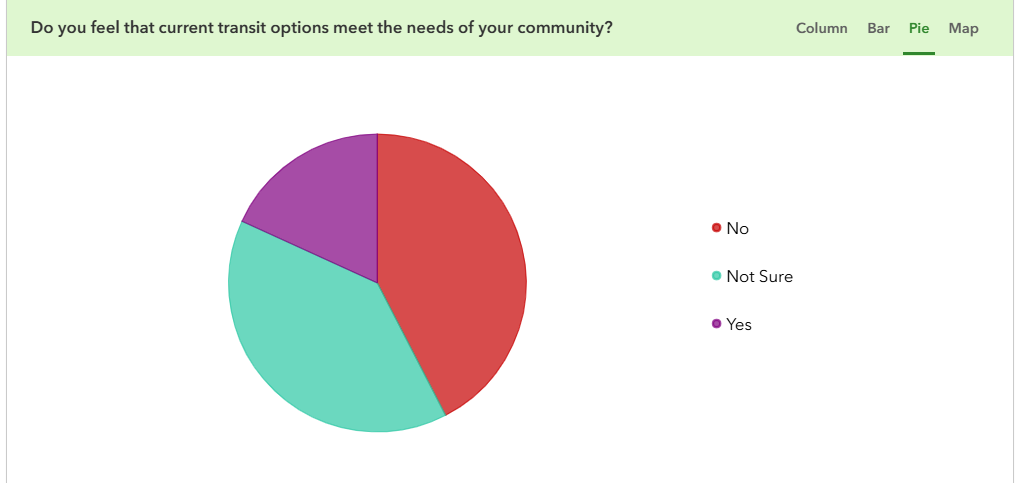 Do you feel that current transit options meet the needs of your community?
Column Bar Pie Map
No
Not Sure
Yes